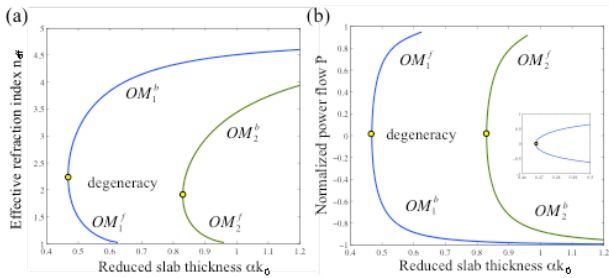 (a)
Effective refraction index n_eff
5
4.5
4
3.5
3
2.5
2
1.5
1
OM_1^b
OM_2^b
degeneracy
OM_1^f
OM_2^f
0.4 0.5 0.6 0.7 0.8 0.9 1 1.1 1.2
Reduced slab thickness αk_0
(b)
Normalized power flow P
1
0.8
0.6
0.4
0.2
0
−0.2
−0.4
−0.6
−0.8
−1
OM_1^f
OM_2^f
degeneracy
OM_1^b
OM_2^b
0.4 0.5 0.6 0.7 0.8 0.9 1 1.1 1.2
Reduced slab thickness αk_0